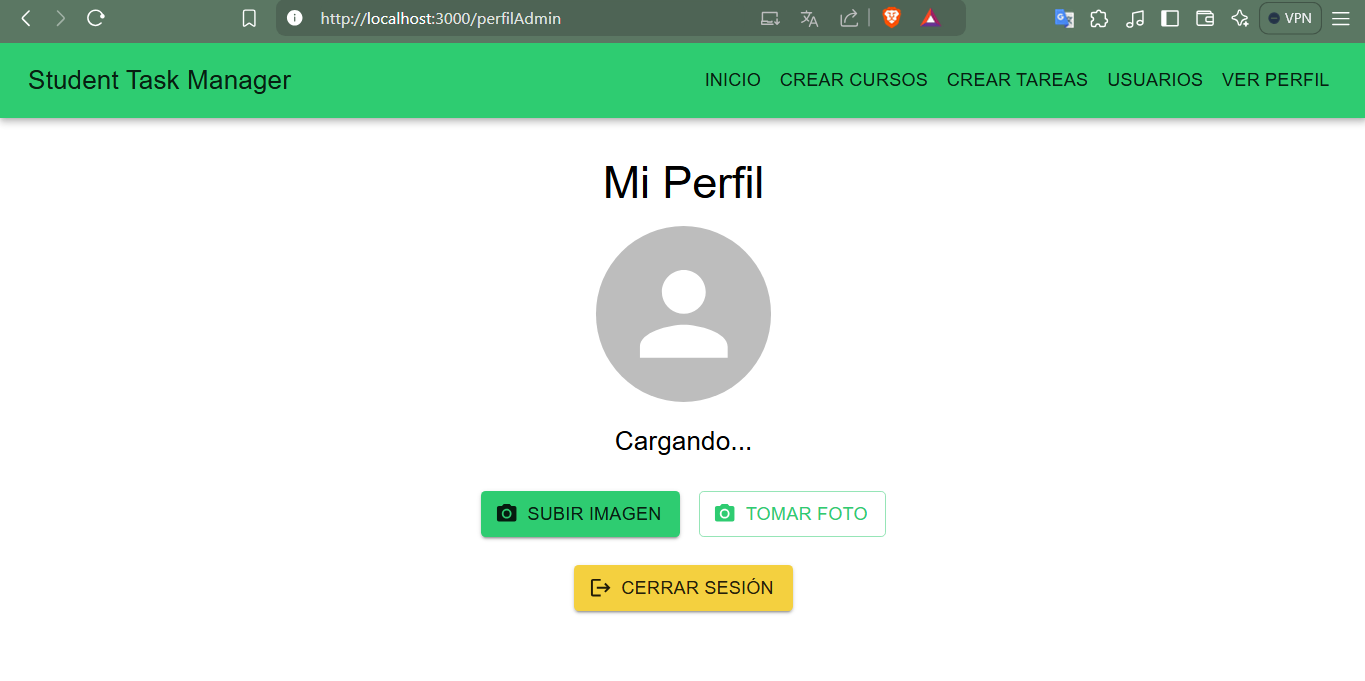 http://localhost:3000/perfilAdmin
VPN
Student Task Manager
INICIO CREAR CURSOS CREAR TAREAS USUARIOS VER PERFIL
Mi Perfil
Cargando...
SUBIR IMAGEN TOMAR FOTO
CERRAR SESIÓN